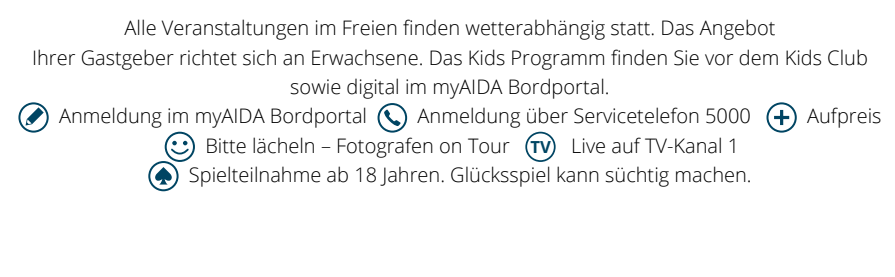 Alle Veranstaltungen im Freien finden wetterabhängig statt. Das Angebot
Ihrer Gastgeber richtet sich an Erwachsene. Das Kids Programm finden Sie vor dem Kids Club
sowie digital im myAIDA Bordportal.
Anmeldung im myAIDA Bordportal Anmeldung über Servicetelefon 5000 Aufpreis
Bitte lächeln – Fotografen on Tour TV Live auf TV-Kanal 1
Spielteilnahme ab 18 Jahren. Glücksspiel kann süchtig machen.